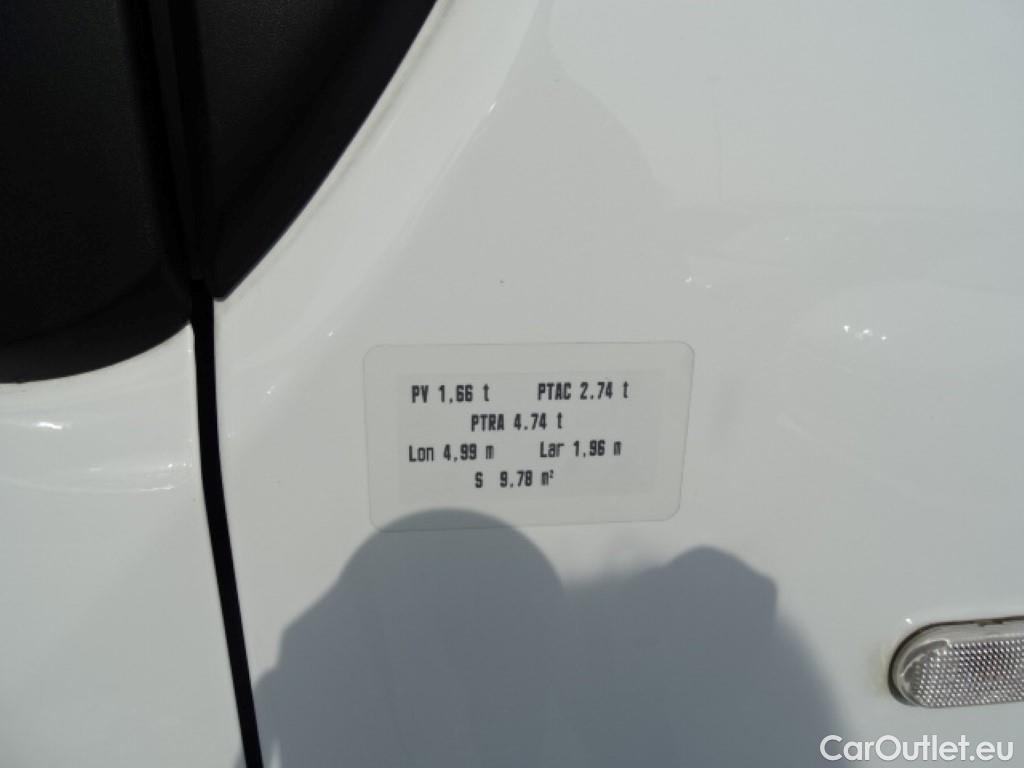 PV 1,66 t PTAC 2.74 t
PTRA 4.74 t
Lon 4,99 m Lar 1,96 m
S 9,78 m²
CarOutlet.eu